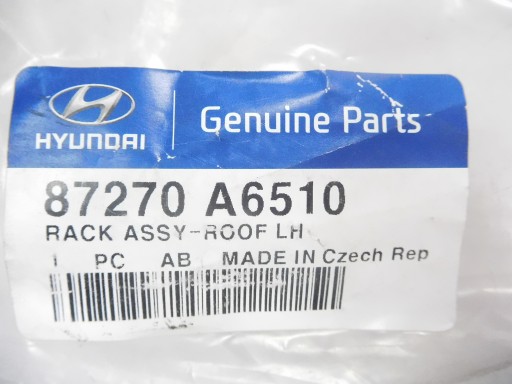 HYUNDAI
Genuine Parts
87270 A6510
RACK ASSY-ROOF LH
1 PC AB MADE IN Czech Rep